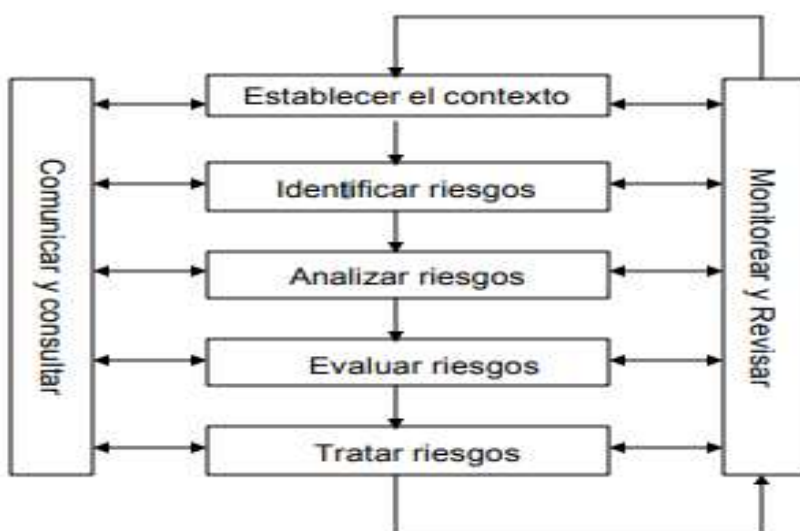 Establecer el contexto
Identificar riesgos
Analizar riesgos
Evaluar riesgos
Tratar riesgos
Comunicar y consultar
Monitorear y Revisar